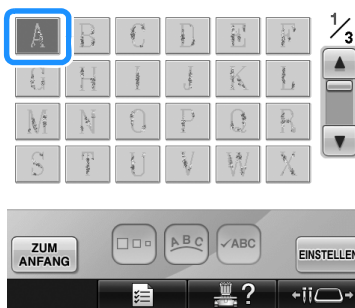 A B C D E F
G H I J K L
M N O P Q R
S T U V W X
1/3
ZUM
ANFANG
ABC
✓ABC
EINSTELLEN
?